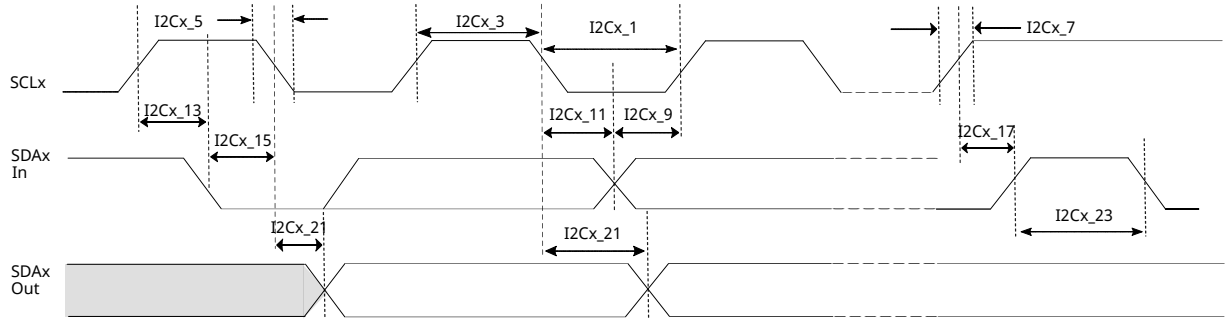 I2Cx_5
I2Cx_3
I2Cx_1
I2Cx_7
SCLx
I2Cx_13
I2Cx_11
I2Cx_9
I2Cx_15
I2Cx_17
SDAx
In
I2Cx_21
I2Cx_21
I2Cx_23
SDAx
Out